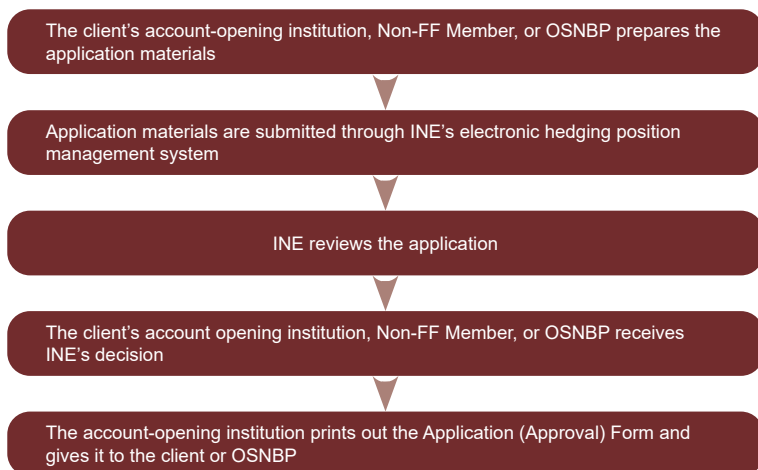 The client’s account-opening institution, Non-FF Member, or OSNBP prepares the
application materials
Application materials are submitted through INE’s electronic hedging position
management system
INE reviews the application
The client’s account opening institution, Non-FF Member, or OSNBP receives
INE’s decision
The account-opening institution prints out the Application (Approval) Form and
gives it to the client or OSNBP